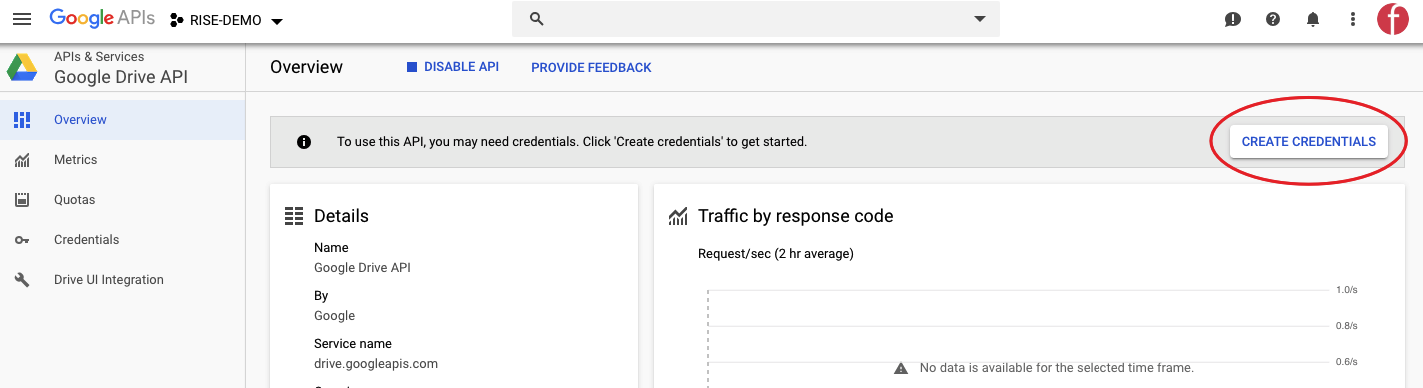 Google APIs RISE-DEMO
APIs & Services
Google Drive API
Overview DISABLE API PROVIDE FEEDBACK
Overview
Metrics
Quotas
Credentials
Drive UI Integration
To use this API, you may need credentials. Click 'Create credentials' to get started.
CREATE CREDENTIALS
Details
Name
Google Drive API
By
Google
Service name
drive.googleapis.com
Traffic by response code
Request/sec (2 hr average)
1.0/s
0.8/s
0.6/s
No data is available for the selected time frame.